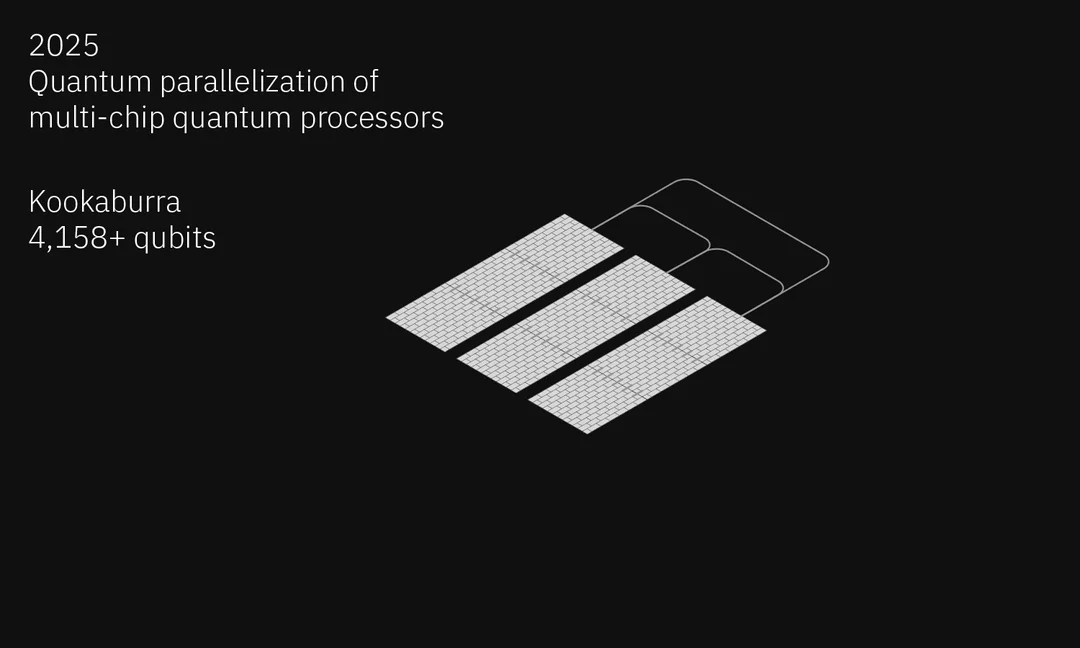 2025
Quantum parallelization of
multi-chip quantum processors
Kookaburra
4,158+ qubits